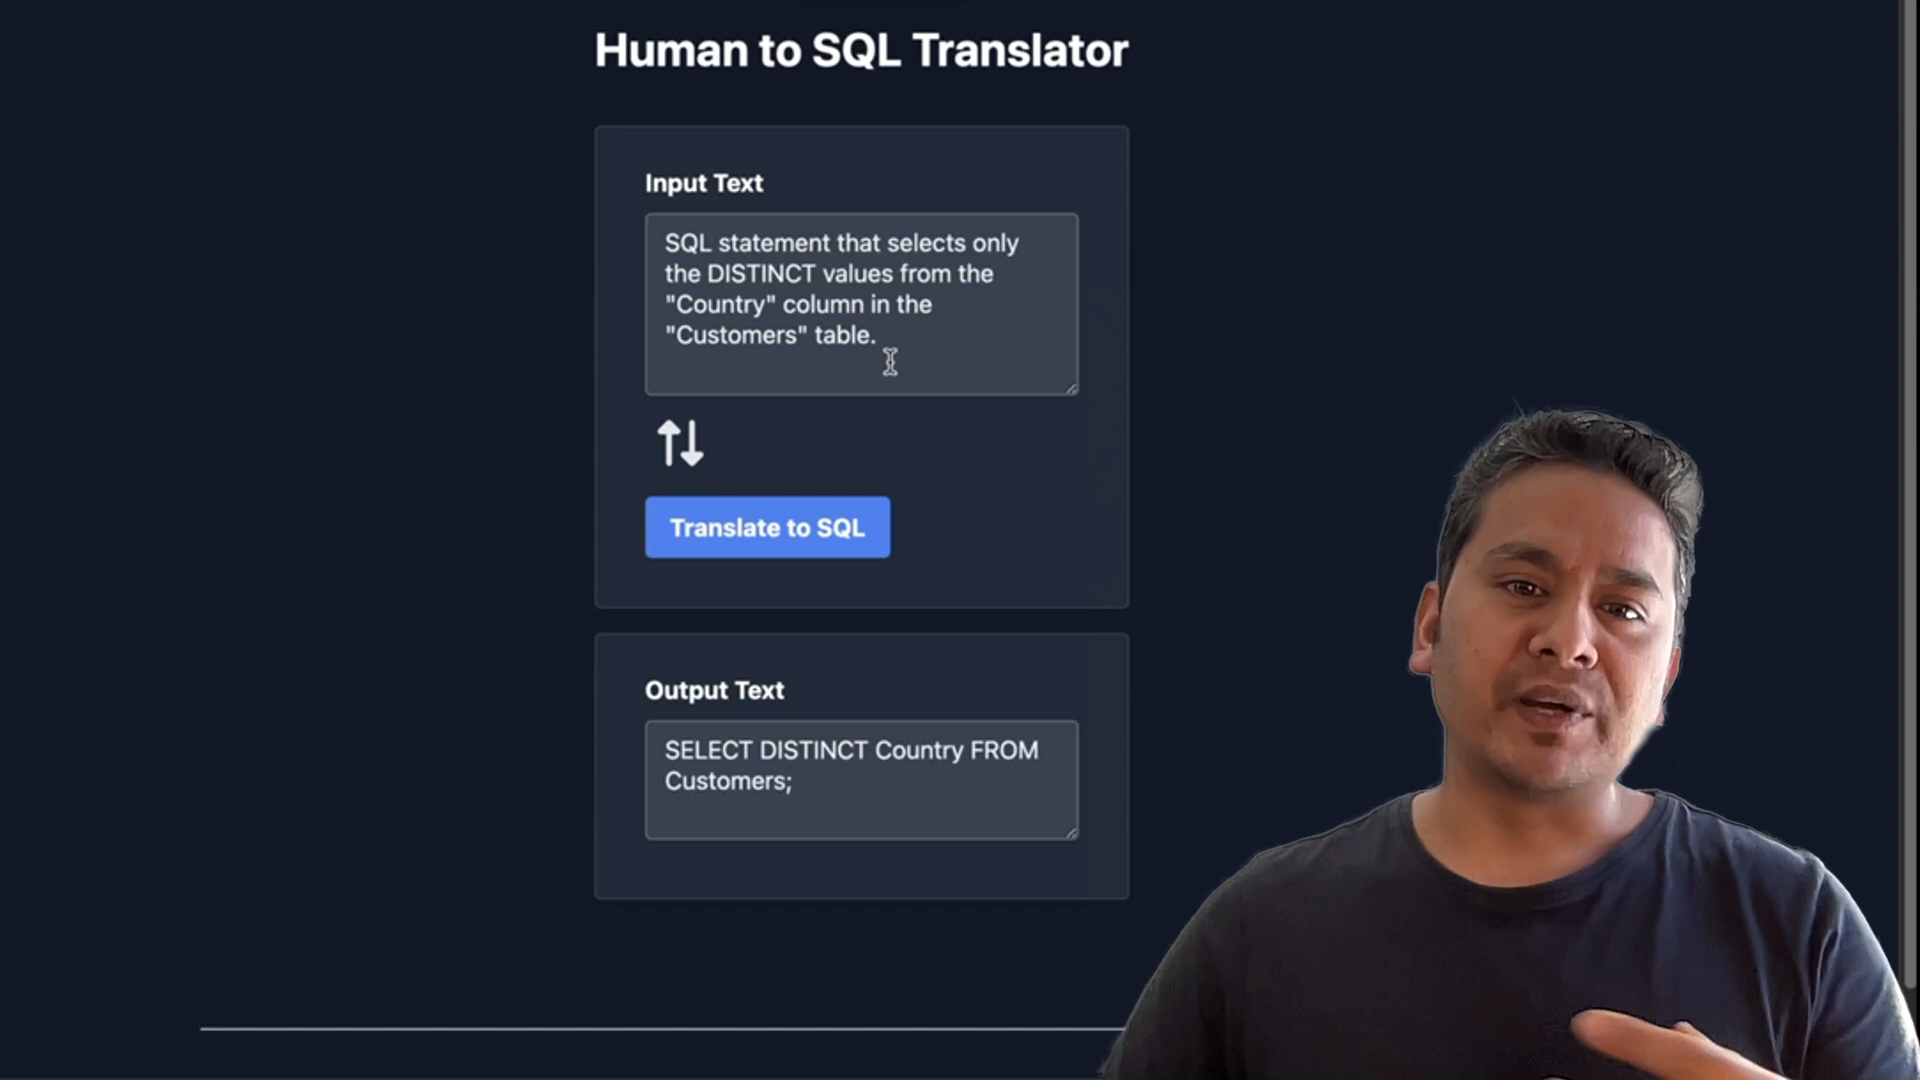 Human to SQL Translator
Input Text
SQL statement that selects only
the DISTINCT values from the
"Country" column in the
"Customers" table.
Translate to SQL
Output Text
SELECT DISTINCT Country FROM
Customers;